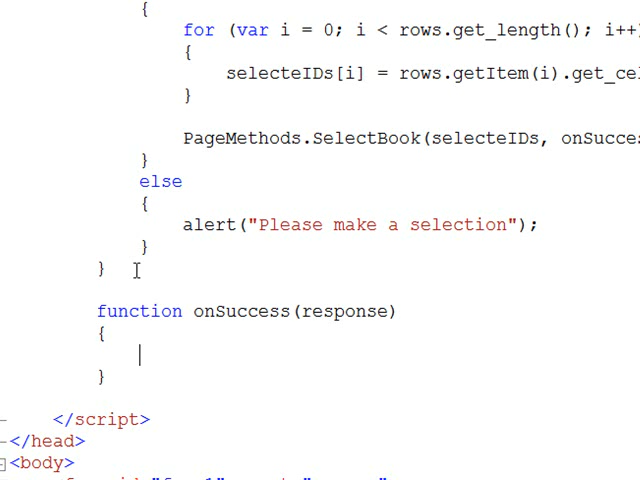 {
for (var i = 0; i < rows.get_length(); i++
{
selecteIDs[i] = rows.getItem(i).get_cel
}
PageMethods.SelectBook(selecteIDs, onSucces
}
else
{
alert("Please make a selection");
}
}
function onSuccess(response)
{
}
</script>
</head>
<body>